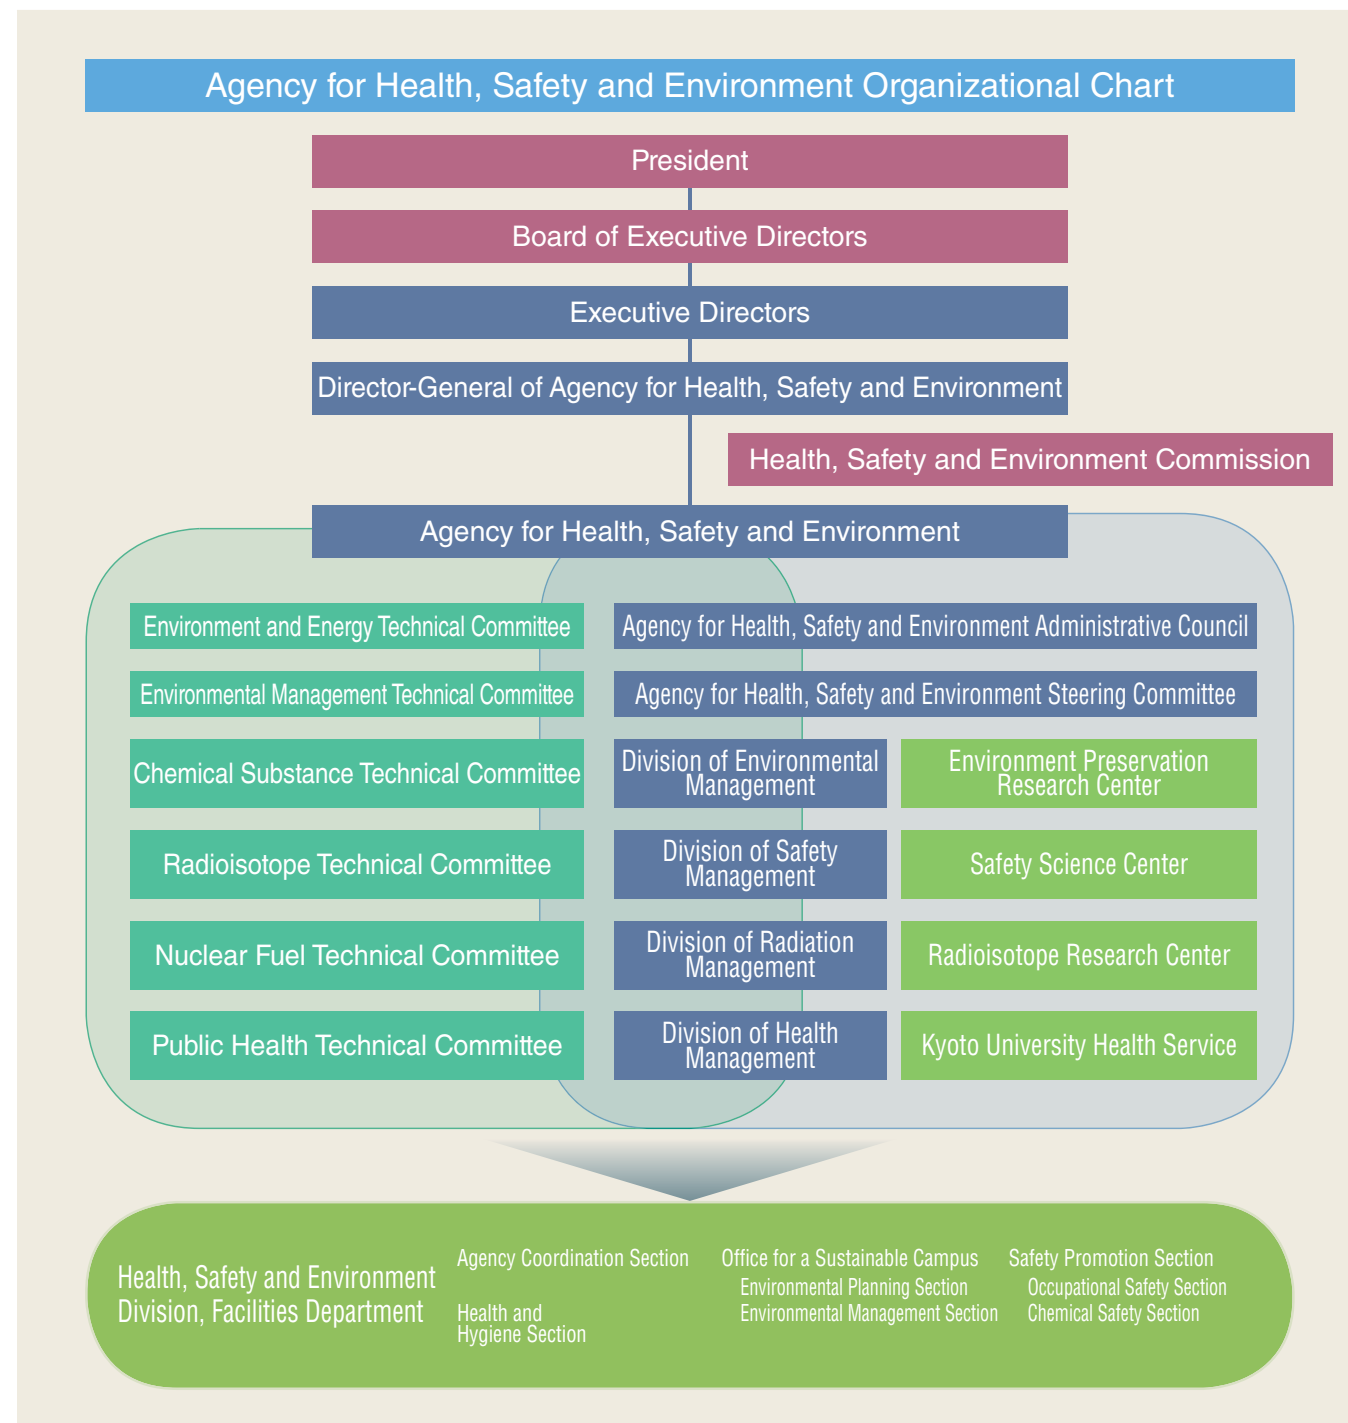 Agency for Health, Safety and Environment Organizational Chart
President
Board of Executive Directors
Executive Directors
Director-General of Agency for Health, Safety and Environment
Health, Safety and Environment Commission
Agency for Health, Safety and Environment
Environment and Energy Technical Committee
Environmental Management Technical Committee
Chemical Substance Technical Committee
Radioisotope Technical Committee
Nuclear Fuel Technical Committee
Public Health Technical Committee
Agency for Health, Safety and Environment Administrative Council
Agency for Health, Safety and Environment Steering Committee
Division of Environmental
Management
Environment Preservation
Research Center
Division of Safety
Management
Safety Science Center
Division of Radiation
Management
Radioisotope Research Center
Division of Health
Management
Kyoto University Health Service
Health, Safety and Environment
Division, Facilities Department
Agency Coordination Section
Health and
Hygiene Section
Office for a Sustainable Campus
Environmental Planning Section
Environmental Management Section
Safety Promotion Section
Occupational Safety Section
Chemical Safety Section